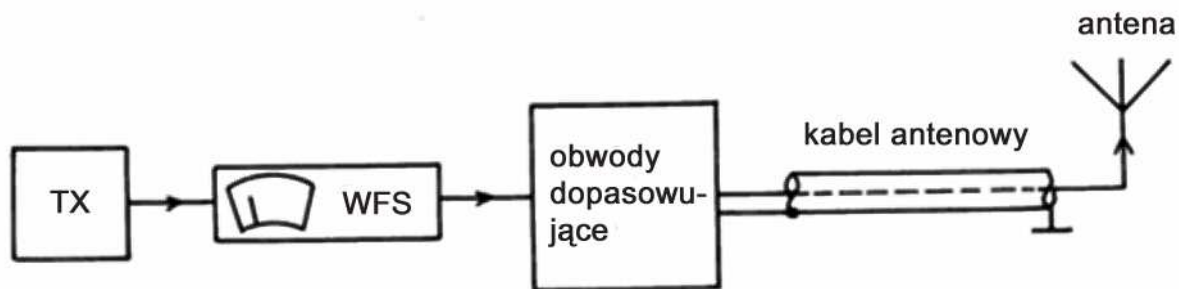 antena
kabel antenowy
TX
WFS
obwody
dopasowu-
jące